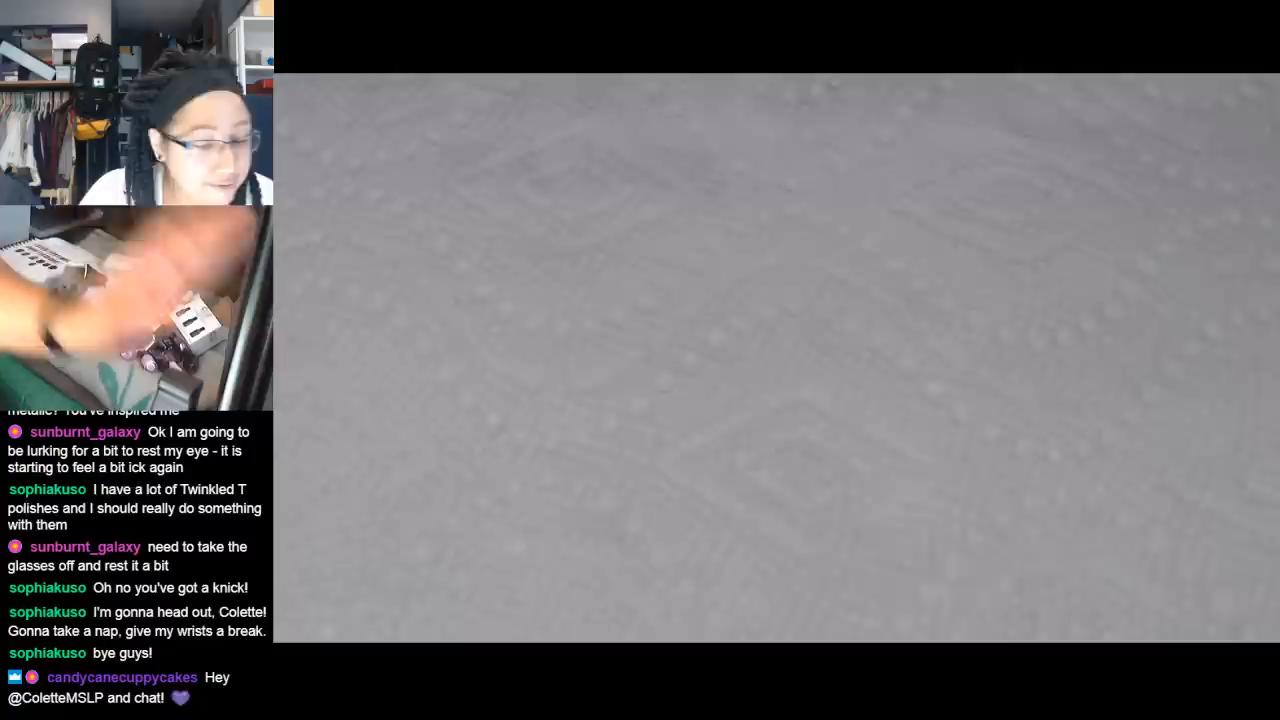 metallic? You've inspired me
sunburnt_galaxy Ok I am going to
be lurking for a bit to rest my eye - it is
starting to feel a bit ick again
sophiakuso I have a lot of Twinkled T
polishes and I should really do something
with them
sunburnt_galaxy need to take the
glasses off and rest it a bit
sophiakuso Oh no you've got a knick!
sophiakuso I'm gonna head out, Colette!
Gonna take a nap, give my wrists a break.
sophiakuso bye guys!
candycanecuppycakes Hey
@ColetteMSLP and chat!